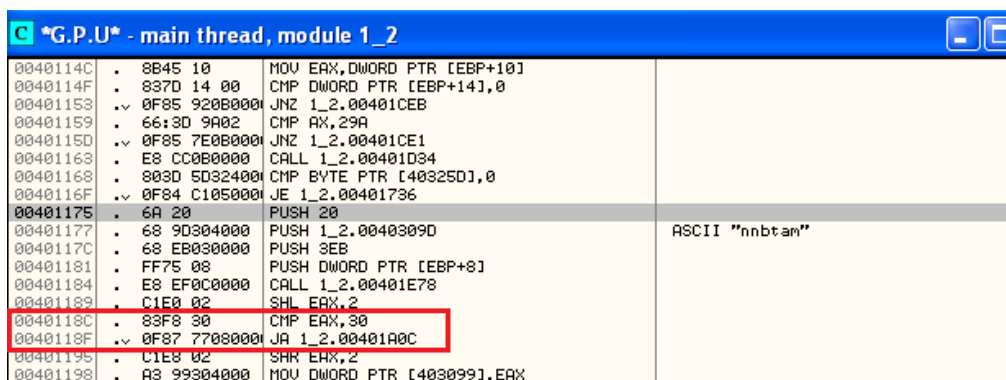 C *G.P.U* - main thread, module 1_2
0040114C . 8B45 10 MOV EAX,DWORD PTR [EBP+10]
0040114F . 837D 14 00 CMP DWORD PTR [EBP+14],0
00401153 .v 0F85 920B000 JNZ 1_2.00401CEB
00401159 . 66:3D 9A02 CMP AX,29A
0040115D .v 0F85 7E0B000 JNZ 1_2.00401CE1
00401163 . E8 CC0B0000 CALL 1_2.00401D34
00401168 . 803D 5D32400 CMP BYTE PTR [40325D],0
0040116F .v 0F84 C105000 JE 1_2.00401736
00401175 . 6A 20 PUSH 20
00401177 . 68 9D304000 PUSH 1_2.0040309D ASCII "nnbtam"
0040117C . 68 EB030000 PUSH 3EB
00401181 . FF75 08 PUSH DWORD PTR [EBP+8]
00401184 . E8 EF0C0000 CALL 1_2.00401E78
00401189 . C1E0 02 SHL EAX,2
0040118C . 83F8 30 CMP EAX,30
0040118F .v 0F87 7708000 JA 1_2.00401A0C
00401195 . C1E8 02 SHR EAX,2
00401198 . A3 99304000 MOV DWORD PTR [403099],EAX